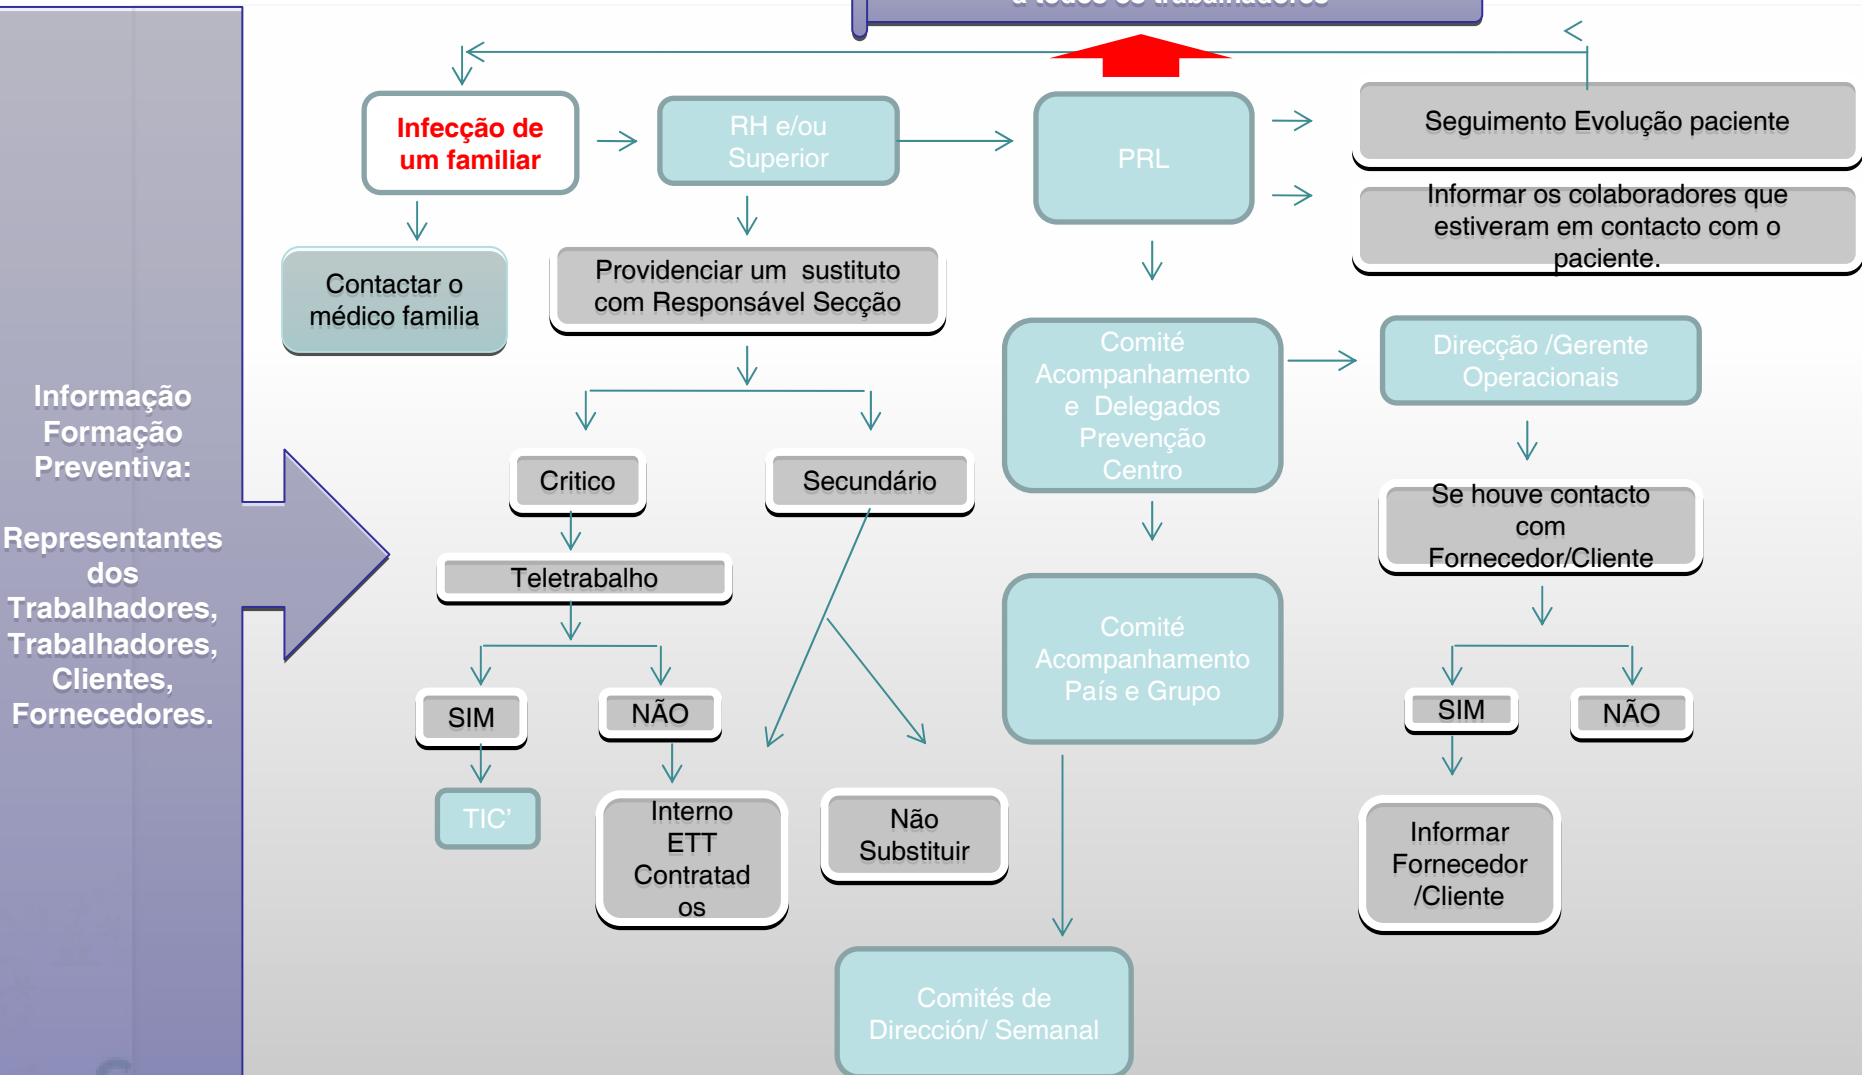 a todos os trabalhadores
Infecção de
um familiar
RH e/ou
Superior
PRL
Seguimento Evolução paciente
Informar os colaboradores que
estiveram em contacto com o
paciente.
Contactar o
médico familia
Providenciar um sustituto
com Responsável Secção
Comité
Acompanhamento
e Delegados
Prevenção
Centro
Direcção /Gerente
Operacionais
Informação
Formação
Preventiva:
Representantes
dos
Trabalhadores,
Trabalhadores,
Clientes,
Fornecedores.
Critico
Secundário
Se houve contacto
com
Fornecedor/Cliente
Teletrabalho
Comité
Acompanhamento
País e Grupo
SIM
NÃO
SIM
NÃO
TIC’
Interno
ETT
Contratad
os
Não
Substituir
Informar
Fornecedor
/Cliente
Comités de
Dirección/ Semanal